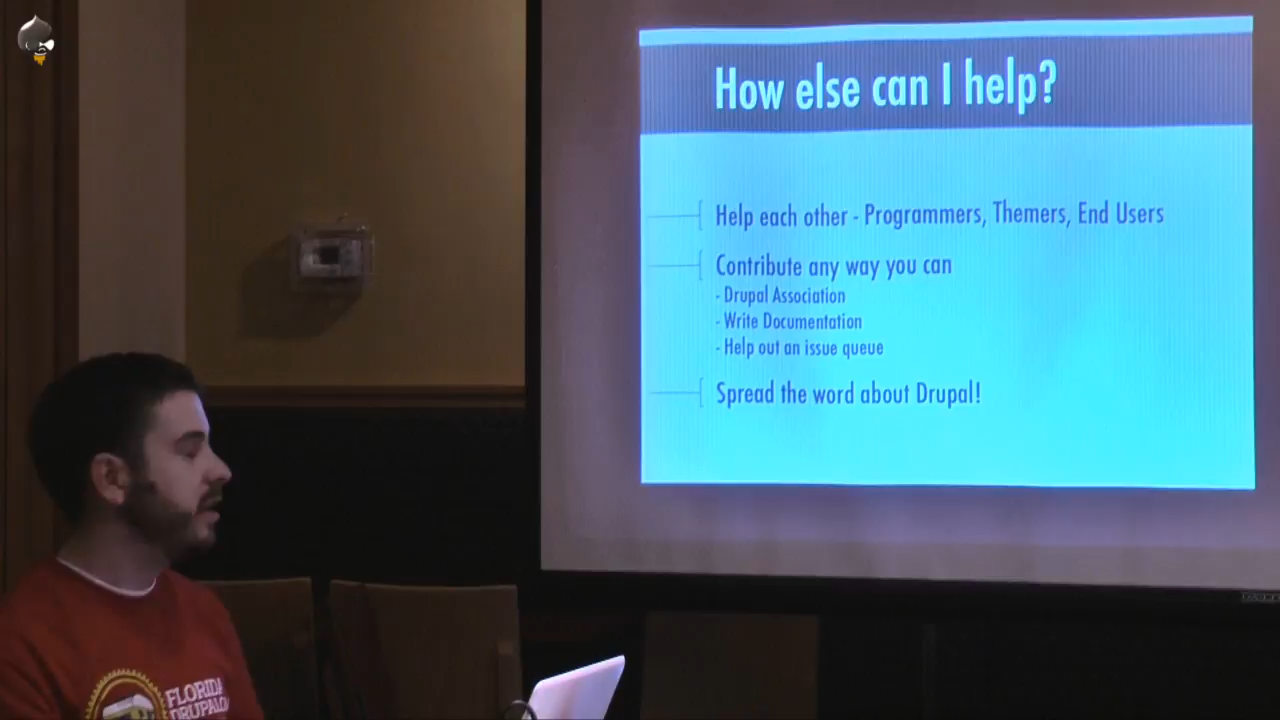 How else can I help?
Help each other - Programmers, Themers, End Users
Contribute any way you can
- Drupal Association
- Write Documentation
- Help out an issue queue
Spread the word about Drupal!
FLORIDA